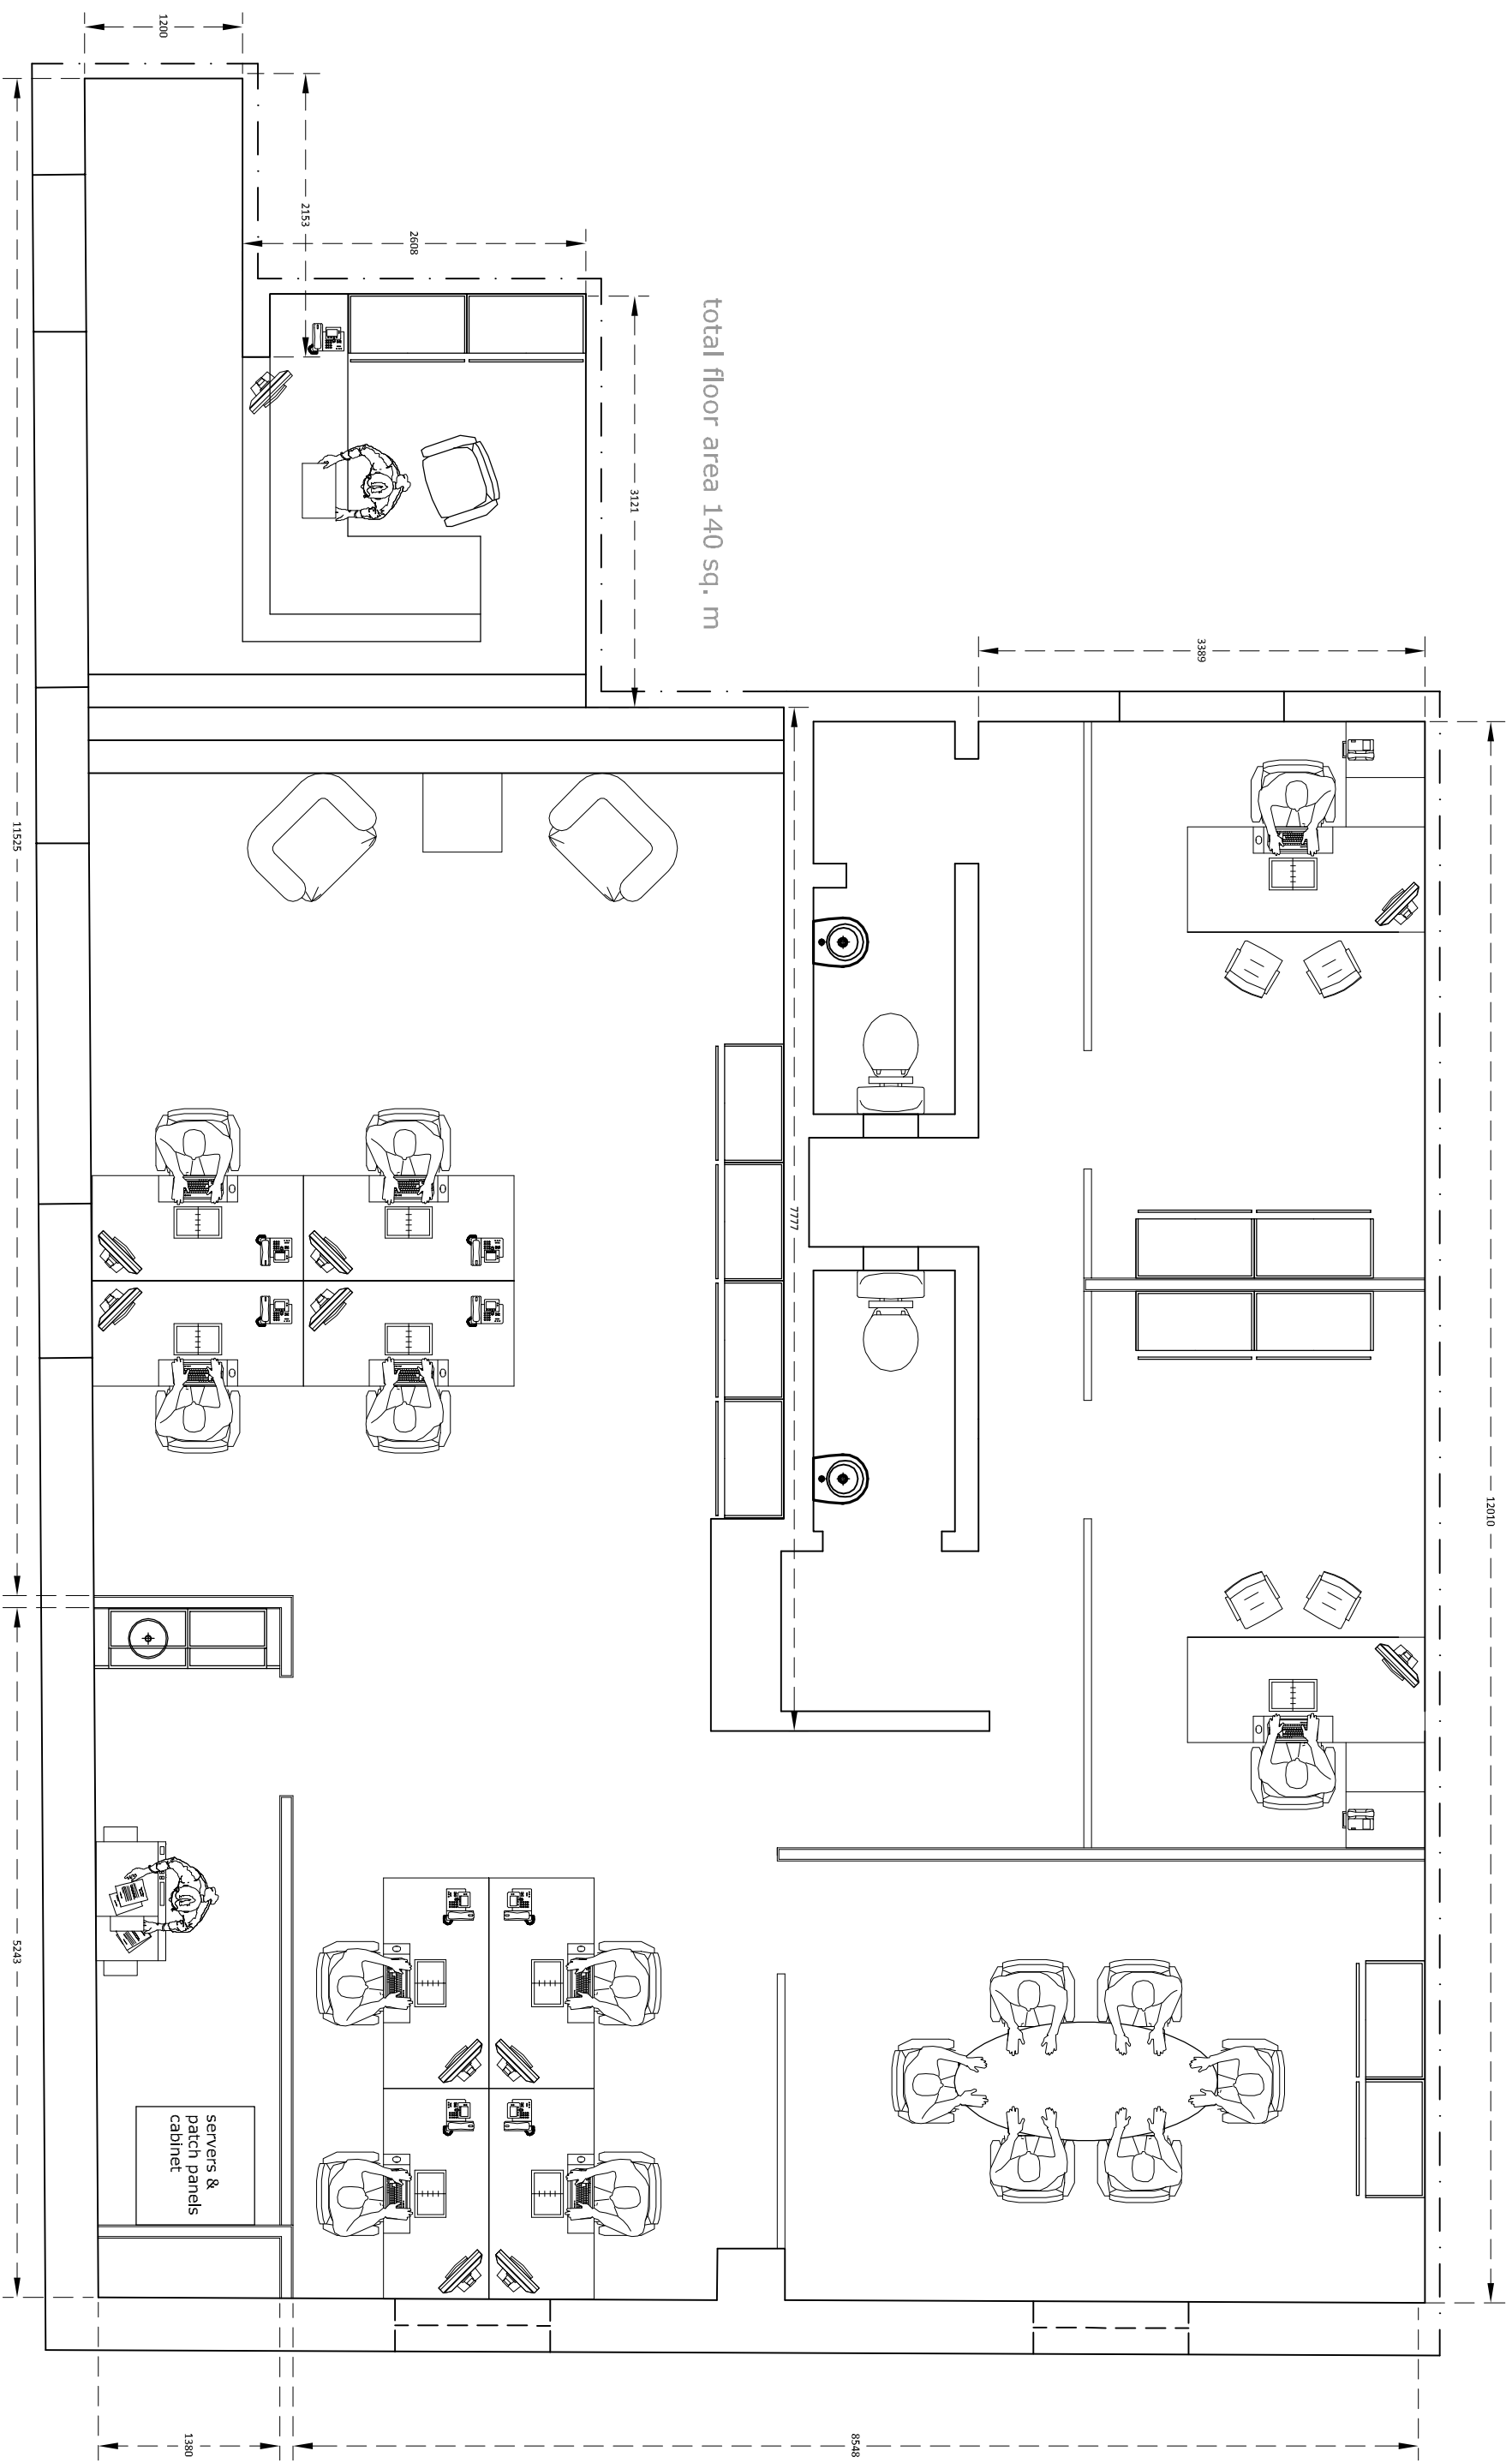 1200
2153
2608
3121
total floor area 140 sq. m
3389
11525
7777
12010
5243
servers &
patch panels
cabinet
1380
8548